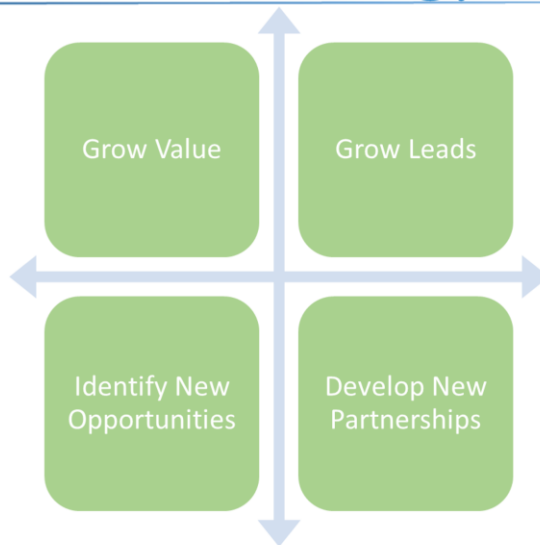 Grow Value
Grow Leads
Identify New
Opportunities
Develop New
Partnerships